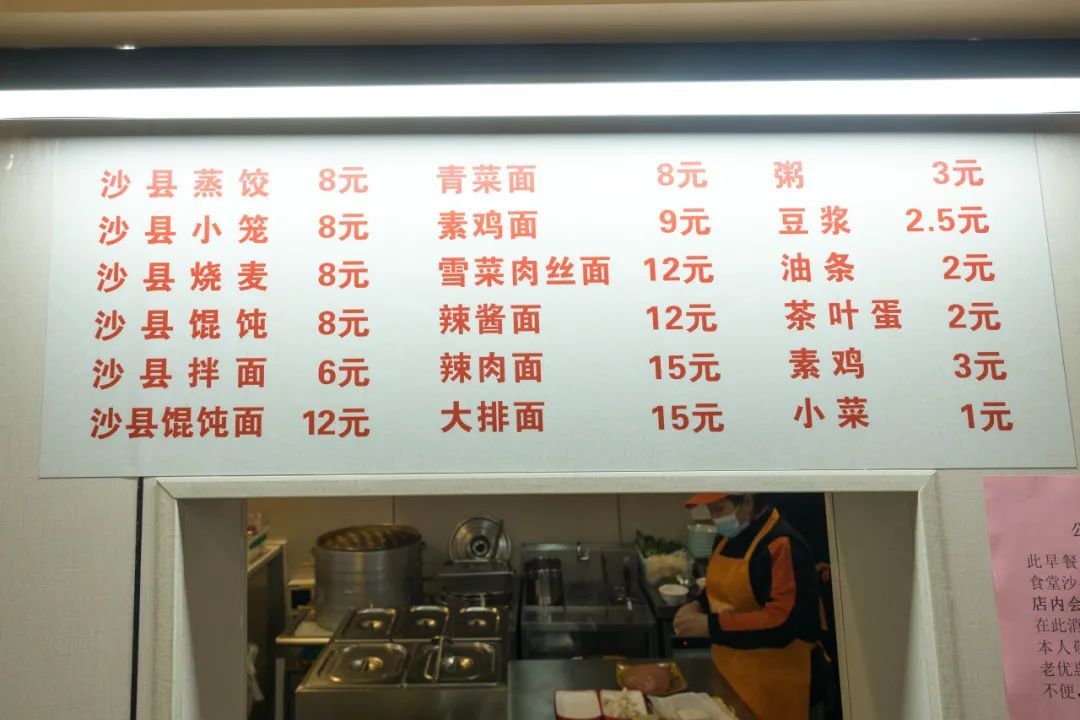 沙县蒸饺 8元 青菜面 8元 粥 3元
沙县小笼 8元 素鸡面 9元 豆浆 2.5元
沙县烧麦 8元 雪菜肉丝面 12元 油条 2元
沙县馄饨 8元 辣酱面 12元 茶叶蛋 2元
沙县拌面 6元 辣肉面 15元 素鸡 3元
沙县馄饨面 12元 大排面 15元 小菜 1元
此早餐
食堂沙
店内会
在此消
本人敬
老优惠
不便,